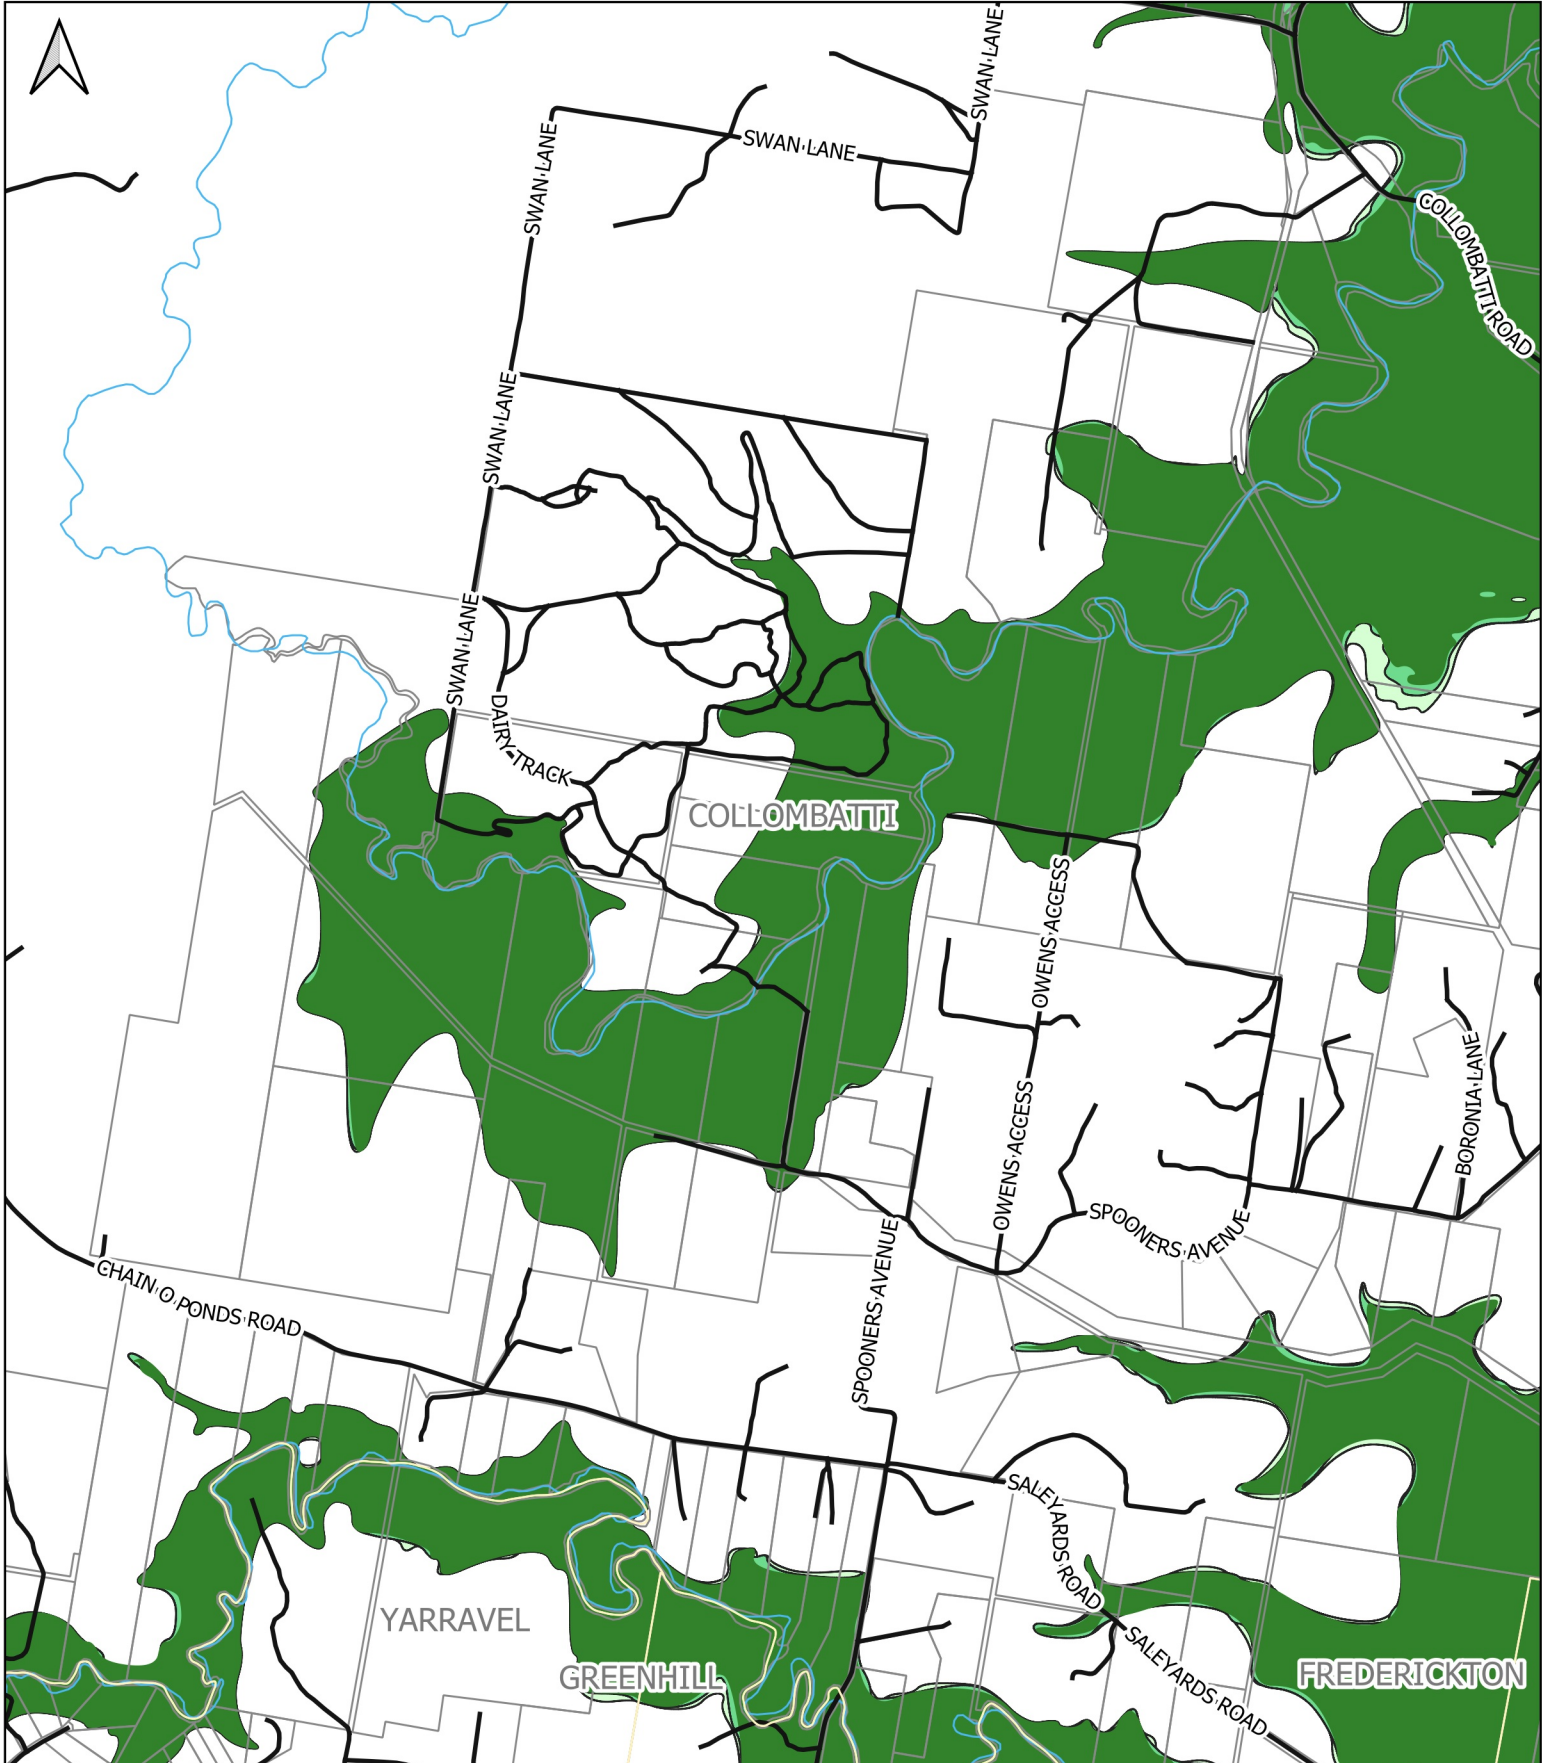 SWAN LANE
SWAN LANE
SWAN LANE
COLLOMBATTI ROAD
SWAN LANE
SWAN LANE
DAIRY TRACK
COLLOMBATTI
OWENS ACCESS
OWENS ACCESS
BORONIA LANE
SPOONERS AVENUE
SPOONERS AVENUE
CHAIN O PONDS ROAD
SALEYARDS ROAD
YARRAVEL
SALEYARDS ROAD
GREENHILL
FREDERICKTON